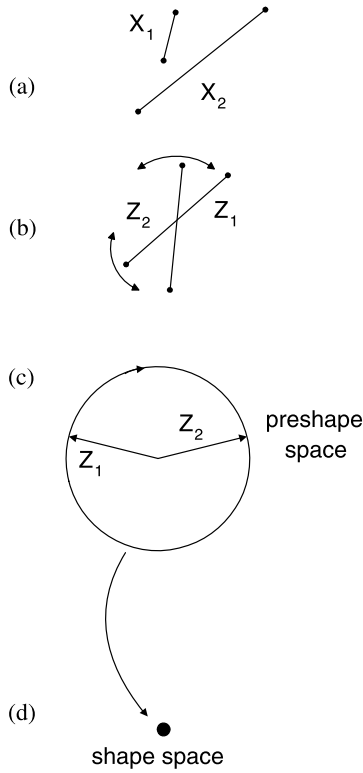 X1
(a)
X2
(b)
Z2 Z1
(c)
preshape
space
Z2
Z1
(d)
shape space